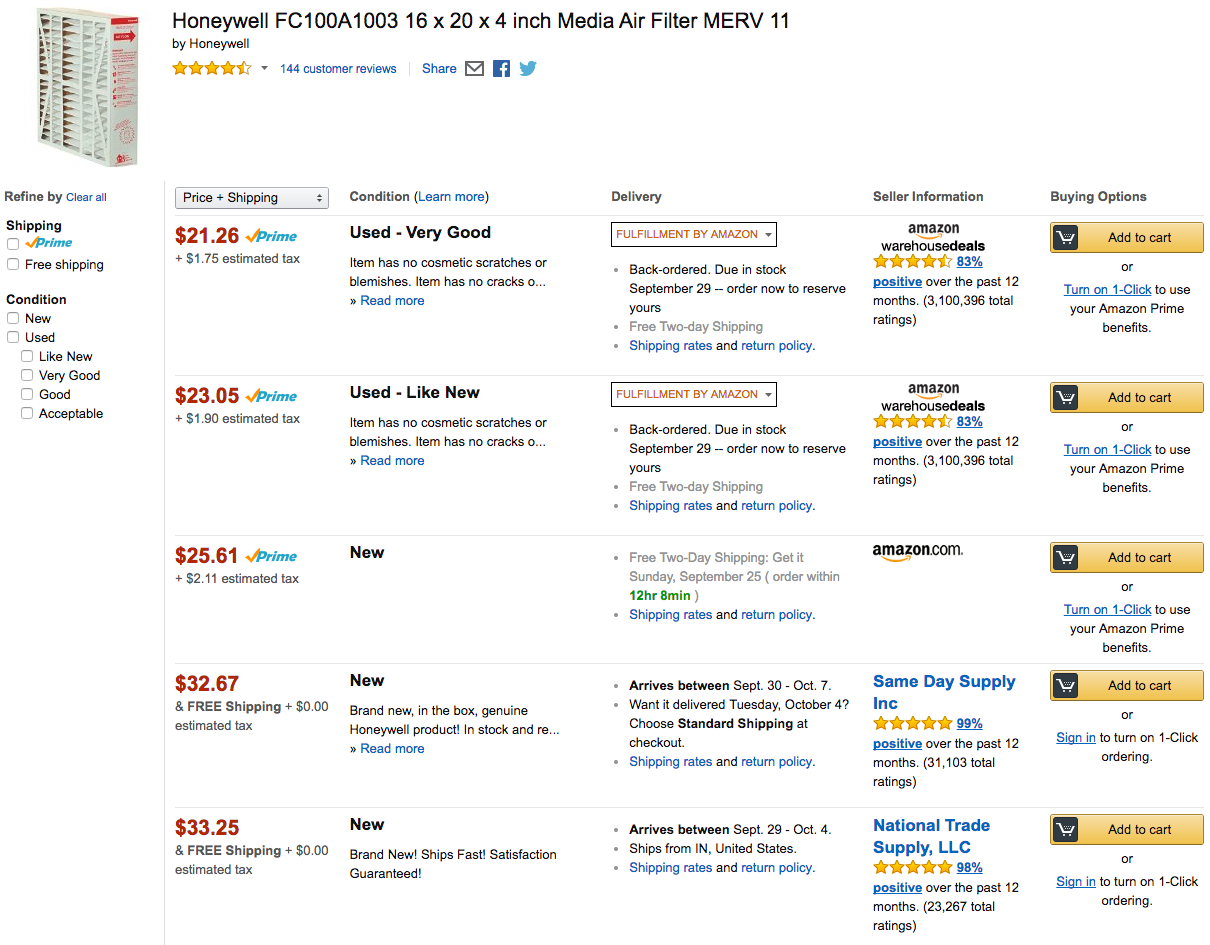 Honeywell FC100A1003 16 x 20 x 4 inch Media Air Filter MERV 11
by Honeywell
144 customer reviews Share
Refine by Clear all
Shipping
Prime
Free shipping
Condition
New
Used
Like New
Very Good
Good
Acceptable
Price + Shipping Condition (Learn more) Delivery Seller Information Buying Options
$21.26 Prime
+ $1.75 estimated tax
Used - Very Good
Item has no cosmetic scratches or
blemishes. Item has no cracks o...
» Read more
FULFILLMENT BY AMAZON
Back-ordered. Due in stock
September 29 -- order now to reserve
yours
Free Two-day Shipping
Shipping rates and return policy.
amazon
warehousedeals
83%
positive over the past 12
months. (3,100,396 total
ratings)
Add to cart
or
Turn on 1-Click to use
your Amazon Prime
benefits.
$23.05 Prime
+ $1.90 estimated tax
Used - Like New
Item has no cosmetic scratches or
blemishes. Item has no cracks o...
» Read more
FULFILLMENT BY AMAZON
Back-ordered. Due in stock
September 29 -- order now to reserve
yours
Free Two-day Shipping
Shipping rates and return policy.
amazon
warehousedeals
83%
positive over the past 12
months. (3,100,396 total
ratings)
Add to cart
or
Turn on 1-Click to use
your Amazon Prime
benefits.
$25.61 Prime
+ $2.11 estimated tax
New
Free Two-Day Shipping: Get it
Sunday, September 25 ( order within
12hr 8min )
Shipping rates and return policy.
amazon.com.
Add to cart
or
Turn on 1-Click to use
your Amazon Prime
benefits.
$32.67
& FREE Shipping + $0.00
estimated tax
New
Brand new, in the box, genuine
Honeywell product! In stock and re...
» Read more
Arrives between Sept. 30 - Oct. 7.
Want it delivered Tuesday, October 4?
Choose Standard Shipping at
checkout.
Shipping rates and return policy.
Same Day Supply
Inc
99%
positive over the past 12
months. (31,103 total
ratings)
Add to cart
or
Sign in to turn on 1-Click
ordering.
$33.25
& FREE Shipping + $0.00
estimated tax
New
Brand New! Ships Fast! Satisfaction
Guaranteed!
Arrives between Sept. 29 - Oct. 4.
Ships from IN, United States.
Shipping rates and return policy.
National Trade
Supply, LLC
98%
positive over the past 12
months. (23,267 total
ratings)
Add to cart
or
Sign in to turn on 1-Click
ordering.